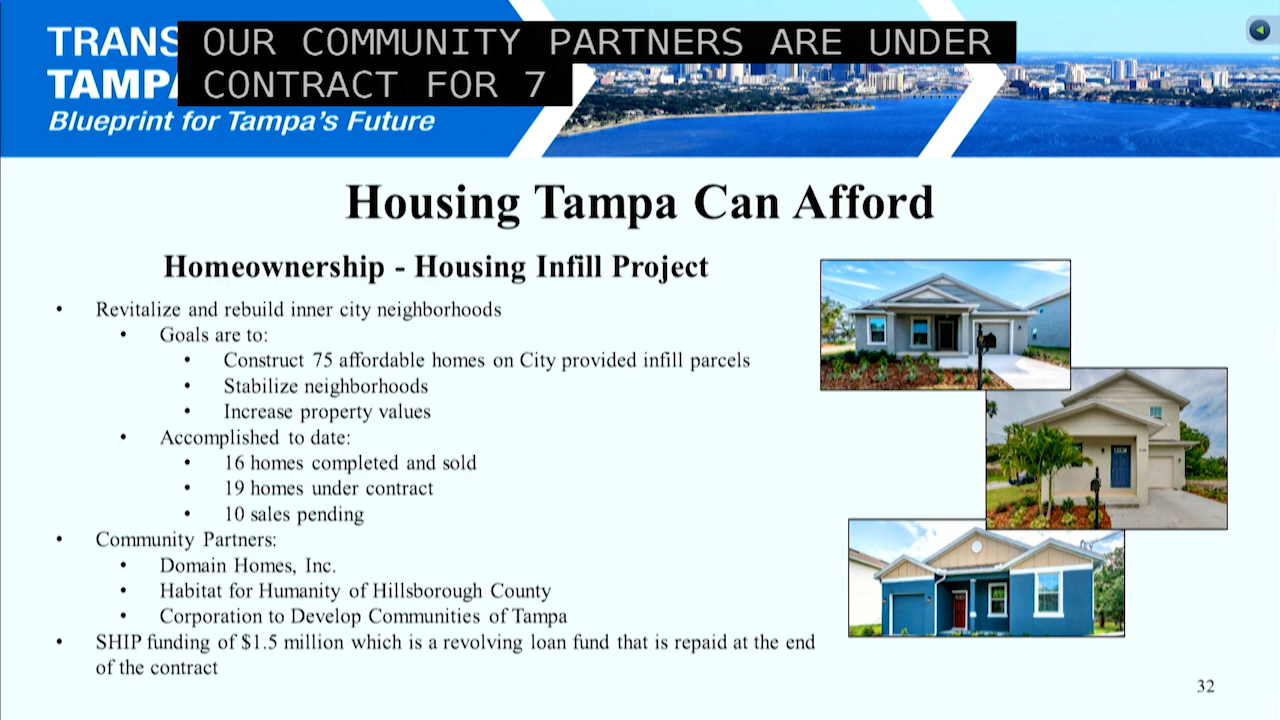 TRANS
OUR COMMUNITY PARTNERS ARE UNDER
TAMPA
CONTRACT FOR 7
Blueprint for Tampa's Future
Housing Tampa Can Afford
Homeownership - Housing Infill Project
• Revitalize and rebuild inner city neighborhoods
• Goals are to:
• Construct 75 affordable homes on City provided infill parcels
• Stabilize neighborhoods
• Increase property values
• Accomplished to date:
• 16 homes completed and sold
• 19 homes under contract
• 10 sales pending
• Community Partners:
• Domain Homes, Inc.
• Habitat for Humanity of Hillsborough County
• Corporation to Develop Communities of Tampa
• SHIP funding of $1.5 million which is a revolving loan fund that is repaid at the end
of the contract
32